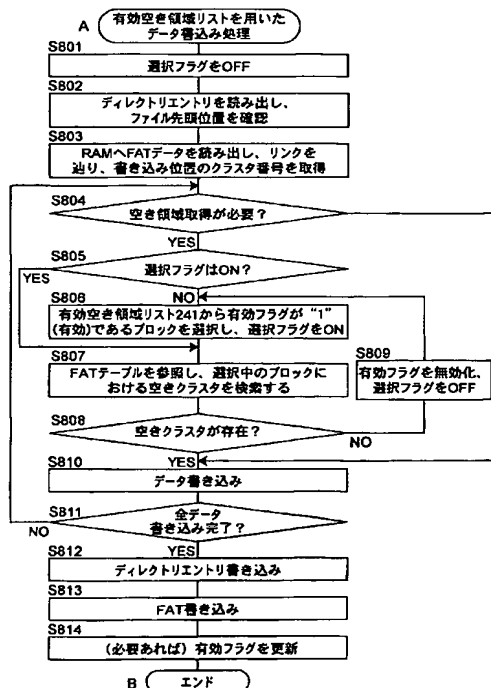 A
有効空き領域リストを用いた
データ書込み処理
S801
選択フラグをOFF
S802
ディレクトリエントリを読み出し、
ファイル先頭位置を確認
S803
RAMへFATデータを読み出し、リンクを
辿り、書き込み位置のクラスタ番号を取得
S804
空き領域取得が必要？
YES
S805
選択フラグはON？
YES
NO
S806
有効空き領域リスト241から有効フラグが“1”
(有効)であるブロックを選択し、選択フラグをON
S807
FATテーブルを参照し、選択中のブロックに
おける空きクラスタを検索する
S809
有効フラグを無効化、
選択フラグをOFF
S808
空きクラスタが存在？
NO
YES
S810
データ書き込み
S811
全データ
書き込み完了？
NO
YES
S812
ディレクトリエントリ書き込み
S813
FAT書き込み
S814
(必要あれば) 有効フラグを更新
B
エンド